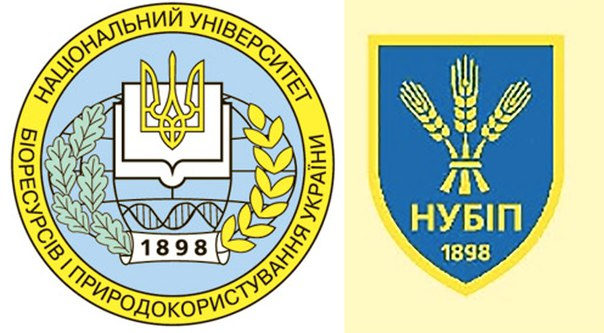 НАЦІОНАЛЬНИЙ УНІВЕРСИТЕТ
БІОРЕСУРСІВ І ПРИРОДОКОРИСТУВАННЯ УКРАЇНИ
1898
НУБІП
1898